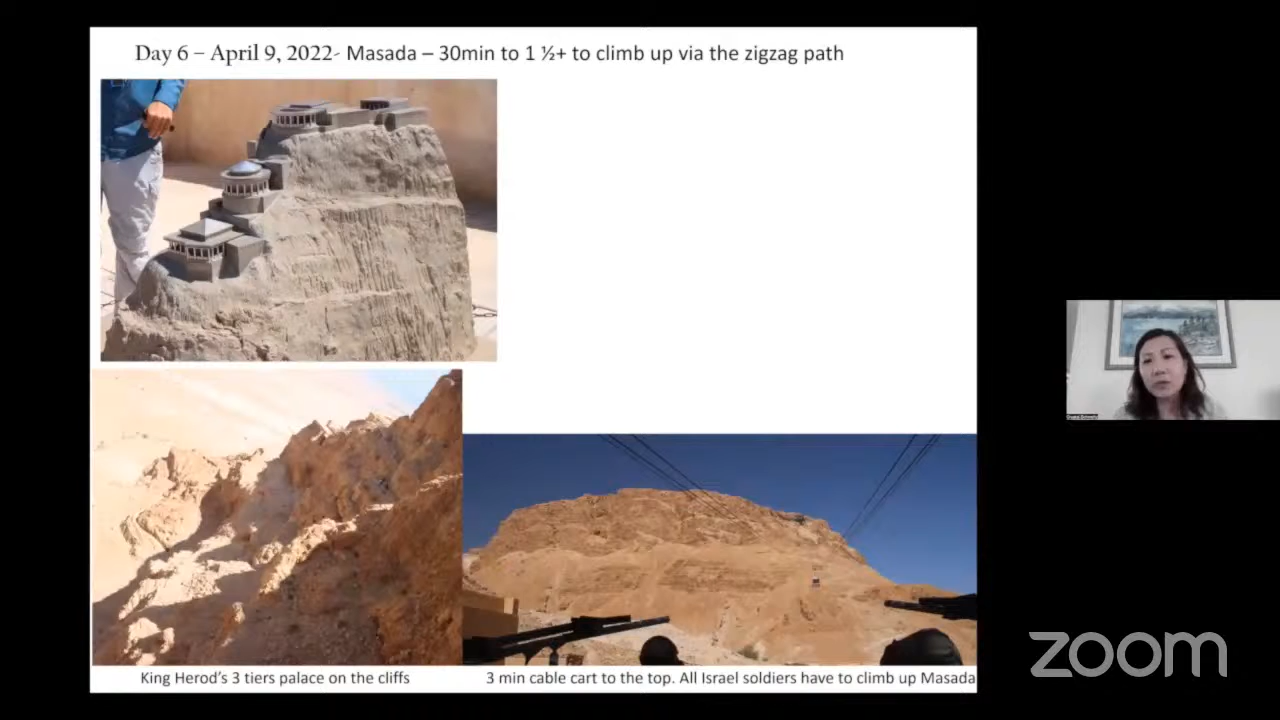 Day 6 – April 9, 2022- Masada – 30min to 1 ½+ to climb up via the zigzag path
King Herod's 3 tiers palace on the cliffs
3 min cable cart to the top. All Israel soldiers have to climb up Masada
zoom